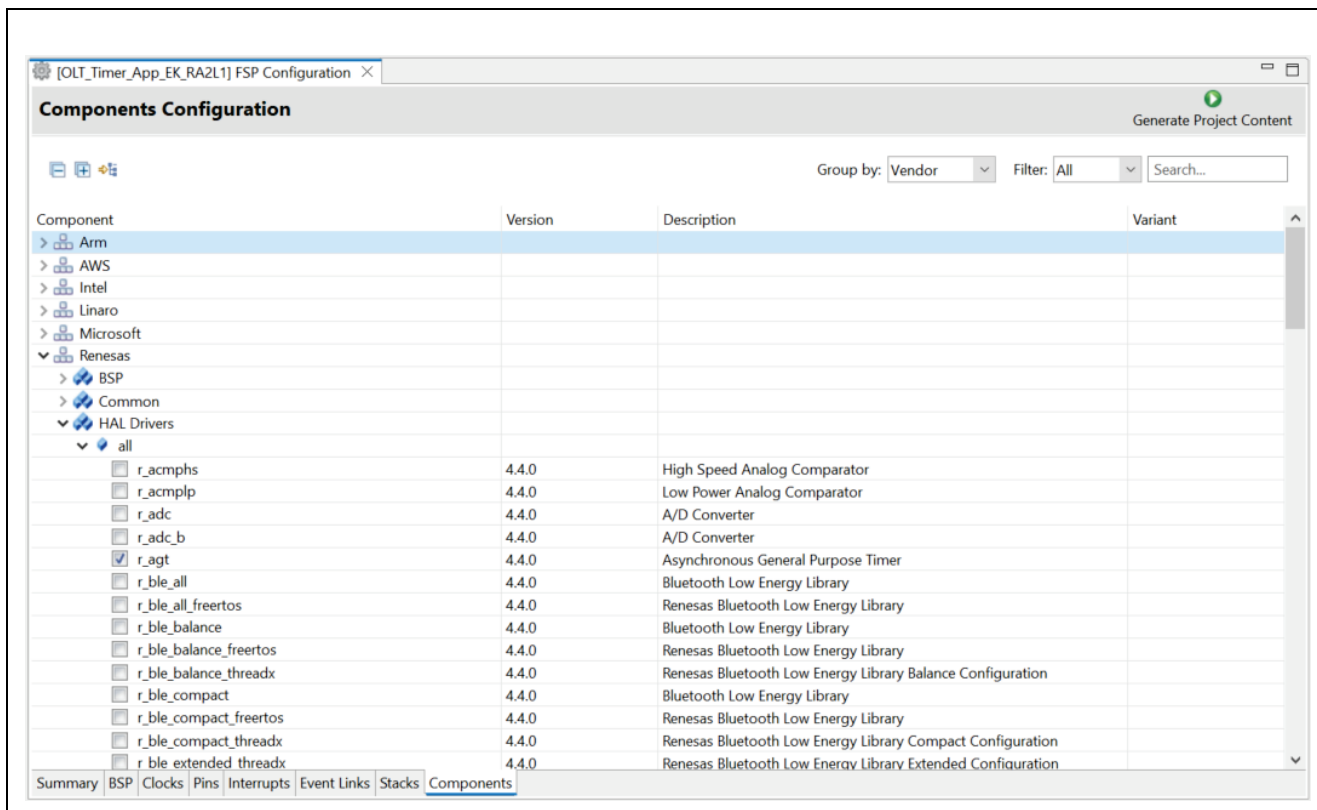 [OLT_Timer_App_EK_RA2L1] FSP Configuration
Components Configuration
Generate Project Content
Group by: Vendor Filter: All Search...
Component Version Description Variant
Arm
AWS
Intel
Linaro
Microsoft
Renesas
BSP
Common
HAL Drivers
all
r_acmphs 4.4.0 High Speed Analog Comparator
r_acmplp 4.4.0 Low Power Analog Comparator
r_adc 4.4.0 A/D Converter
r_adc_b 4.4.0 A/D Converter
r_agt 4.4.0 Asynchronous General Purpose Timer
r_ble_all 4.4.0 Bluetooth Low Energy Library
r_ble_all_freertos 4.4.0 Renesas Bluetooth Low Energy Library
r_ble_balance 4.4.0 Bluetooth Low Energy Library
r_ble_balance_freertos 4.4.0 Renesas Bluetooth Low Energy Library
r_ble_balance_threadx 4.4.0 Renesas Bluetooth Low Energy Library Balance Configuration
r_ble_compact 4.4.0 Bluetooth Low Energy Library
r_ble_compact_freertos 4.4.0 Renesas Bluetooth Low Energy Library
r_ble_compact_threadx 4.4.0 Renesas Bluetooth Low Energy Library Compact Configuration
r_ble_extended_threadx 4.4.0 Renesas Bluetooth Low Energy Library Extended Configuration
Summary BSP Clocks Pins Interrupts Event Links Stacks Components